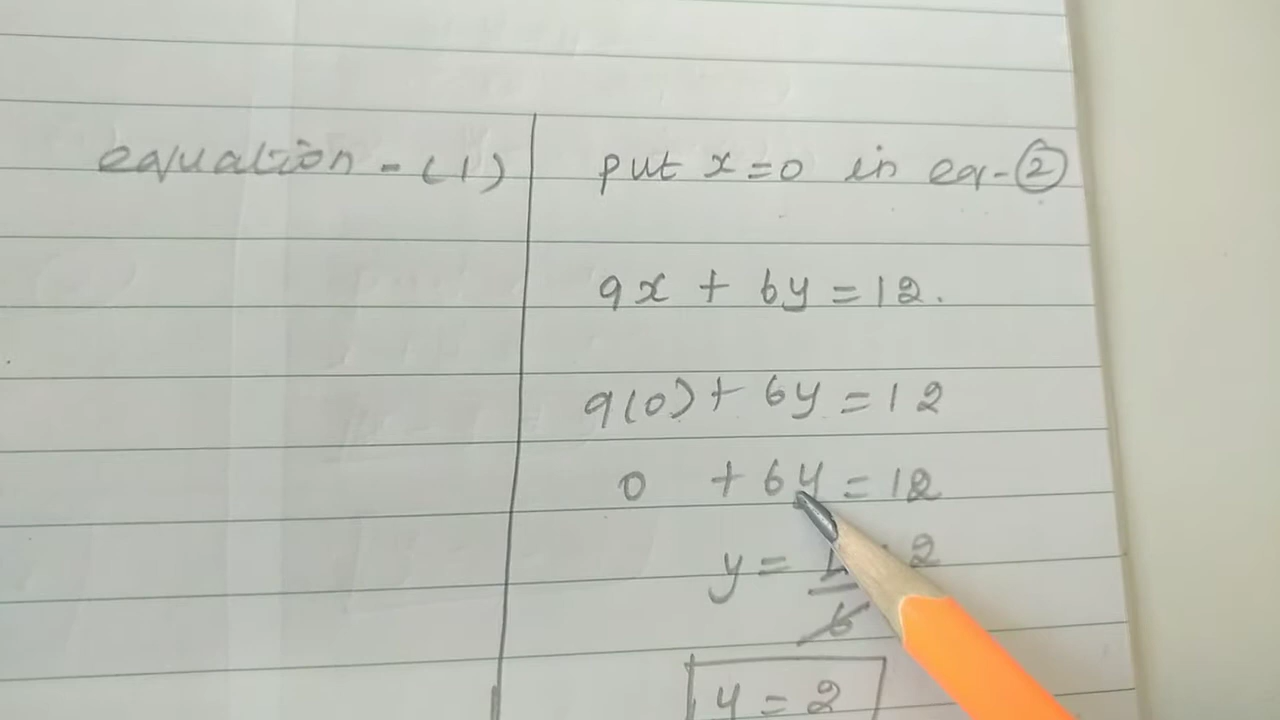 equation - (1)
put x=0 in eq-②
9x + 6y = 12.
9(0) + 6y = 12
0 + 6y = 12
y = 2
6
y = 2